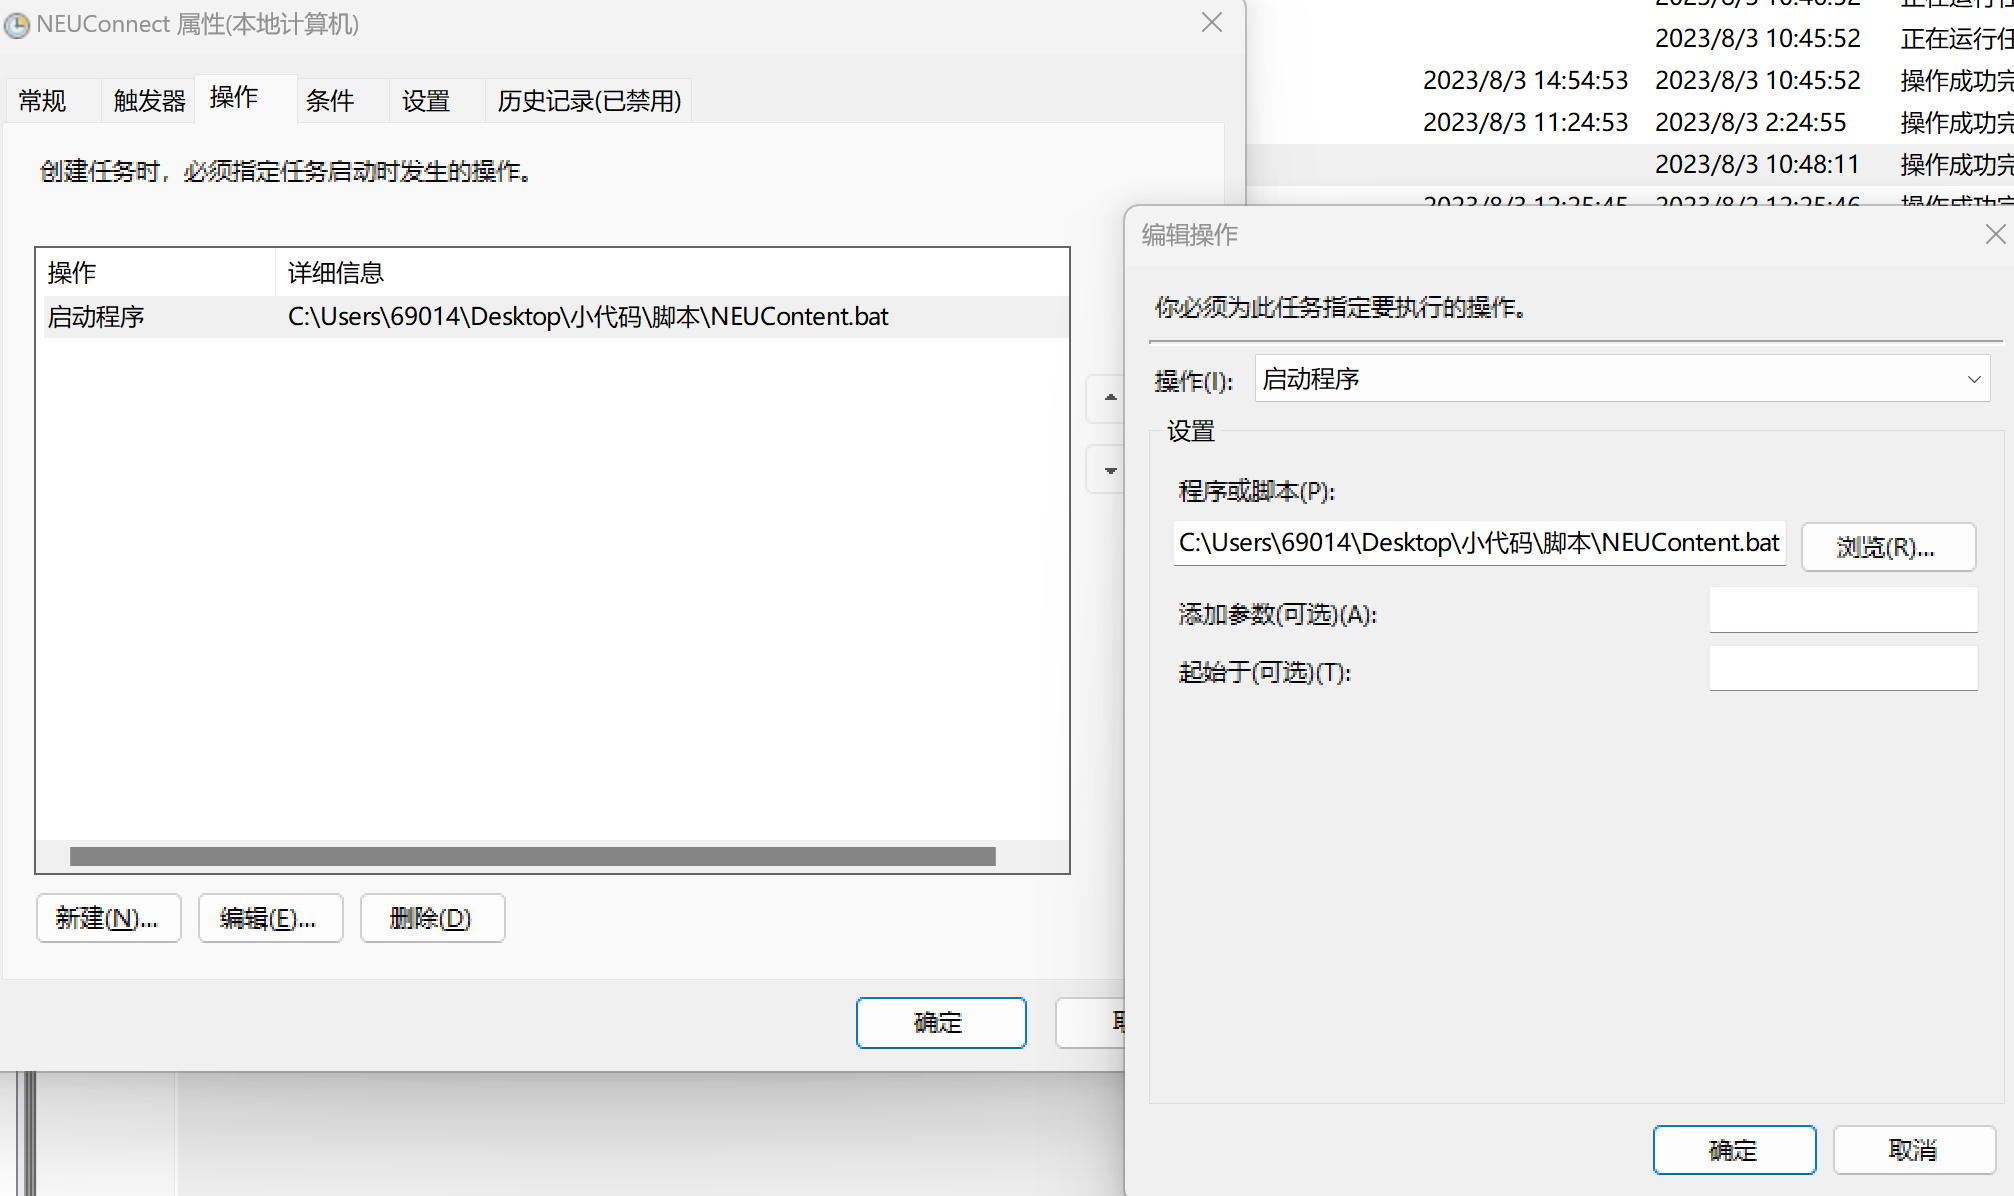 NEUConnect 属性(本地计算机)
常规 触发器 操作 条件 设置 历史记录(已禁用)
创建任务时，必须指定任务启动时发生的操作。
操作 详细信息
启动程序 C:\Users\69014\Desktop\小代码\脚本\NEUContent.bat
新建(N)... 编辑(E)... 删除(D)
确定
2023/8/3 10:45:52 正在运行任
2023/8/3 14:54:53 2023/8/3 10:45:52 操作成功完
2023/8/3 11:24:53 2023/8/3 2:24:55 操作成功完
2023/8/3 10:48:11 操作成功完
编辑操作
你必须为此任务指定要执行的操作。
操作(I): 启动程序
设置
程序或脚本(P):
C:\Users\69014\Desktop\小代码\脚本\NEUContent.bat 浏览(R)...
添加参数(可选)(A):
起始于(可选)(T):
确定 取消